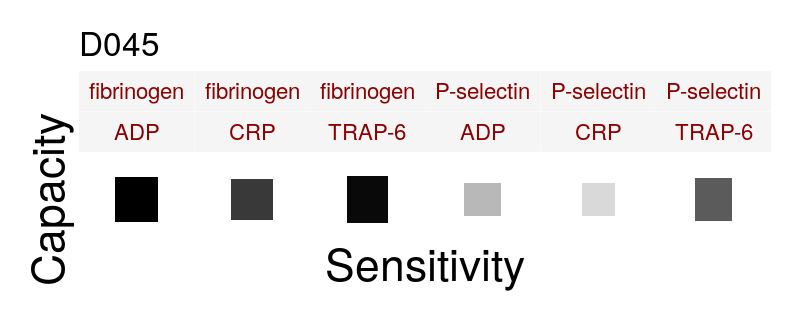 D045
fibrinogen fibrinogen fibrinogen P-selectin P-selectin P-selectin
ADP CRP TRAP-6 ADP CRP TRAP-6
Capacity
Sensitivity